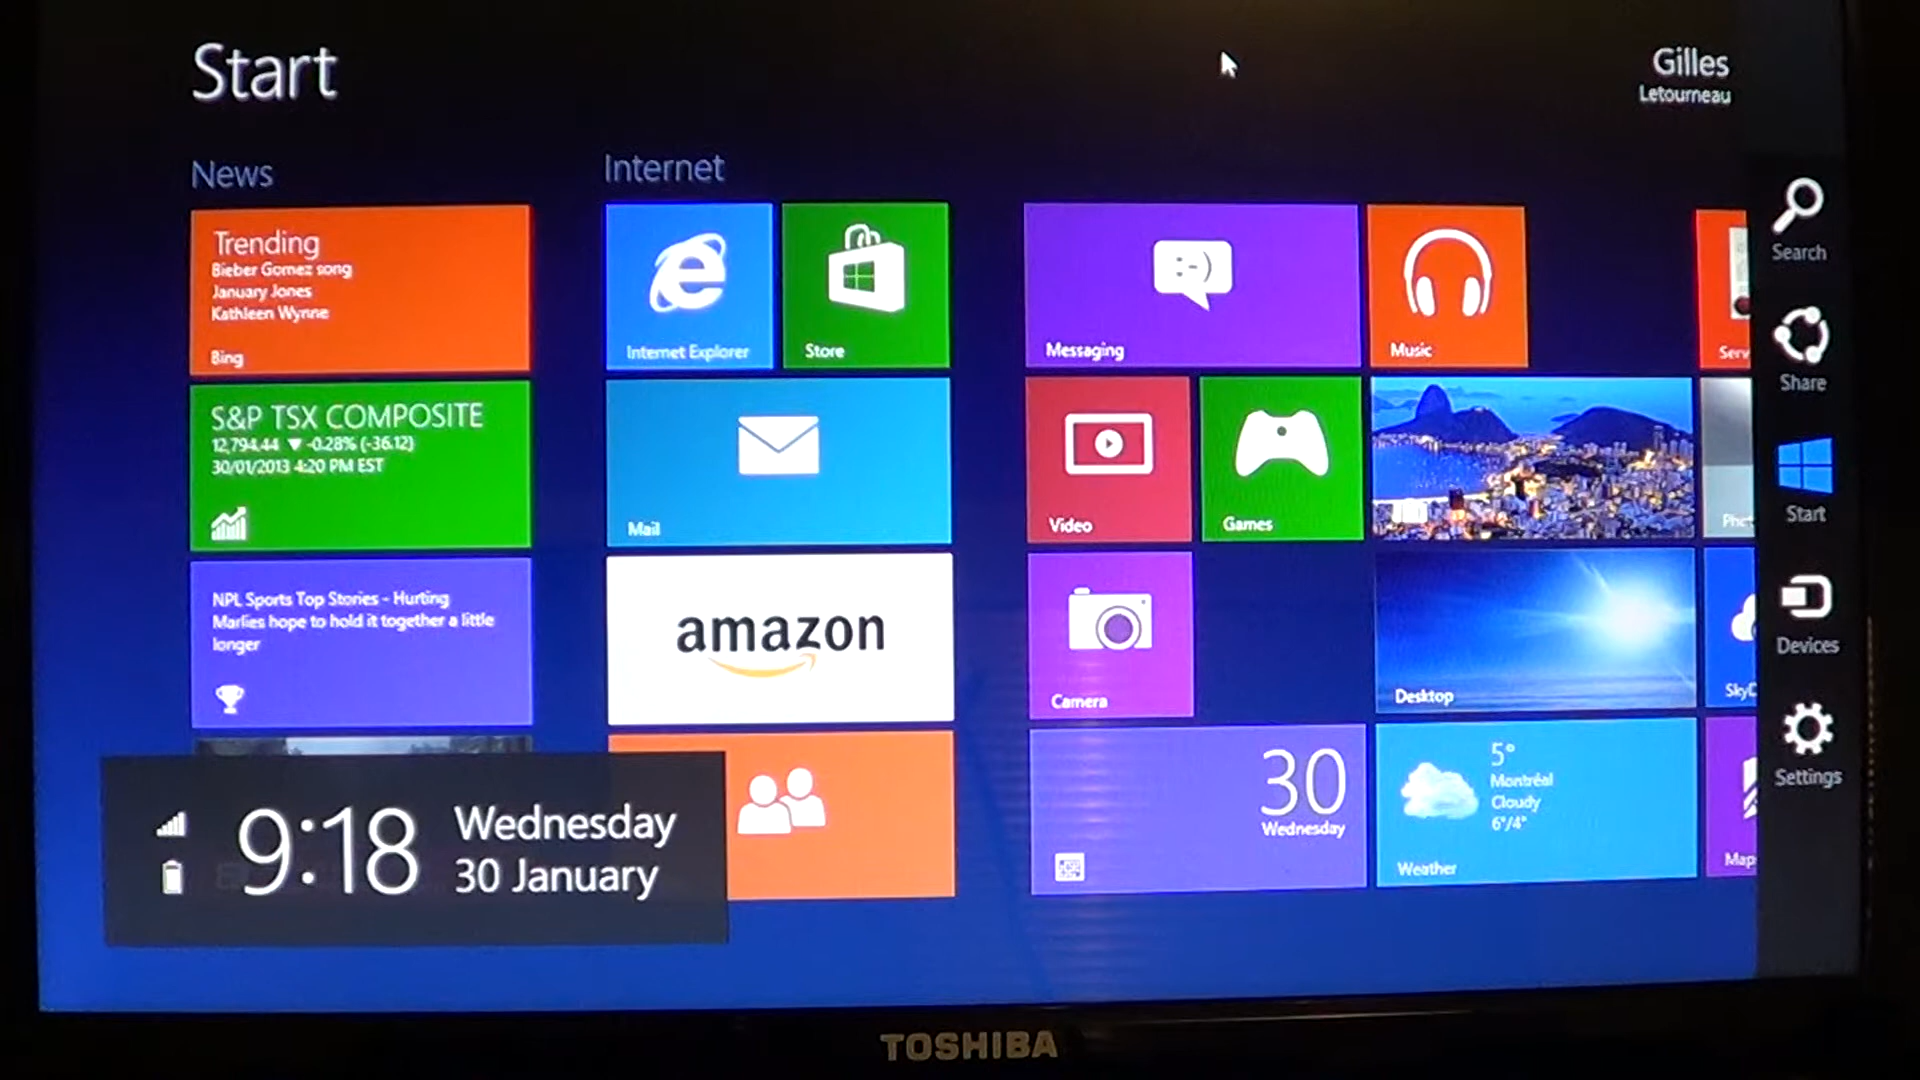 Start
Gilles
Letourneau
News
Internet
Trending
Bieber Gomez song
January Jones
Kathleen Wynne
Bing
Internet Explorer
Store
Messaging
Music
Search
Share
S&P TSX COMPOSITE
12,794.44 ▼ -0.28% (-36.12)
30/01/2013 4:20 PM EST
Mail
Video
Games
Start
NPL Sports Top Stories - Hurting
Marlies hope to hold it together a little
longer
amazon
Camera
Desktop
Devices
9:18
Wednesday
30 January
30
Wednesday
5°
Montréal
Cloudy
6°/4°
Weather
Map
Settings
TOSHIBA